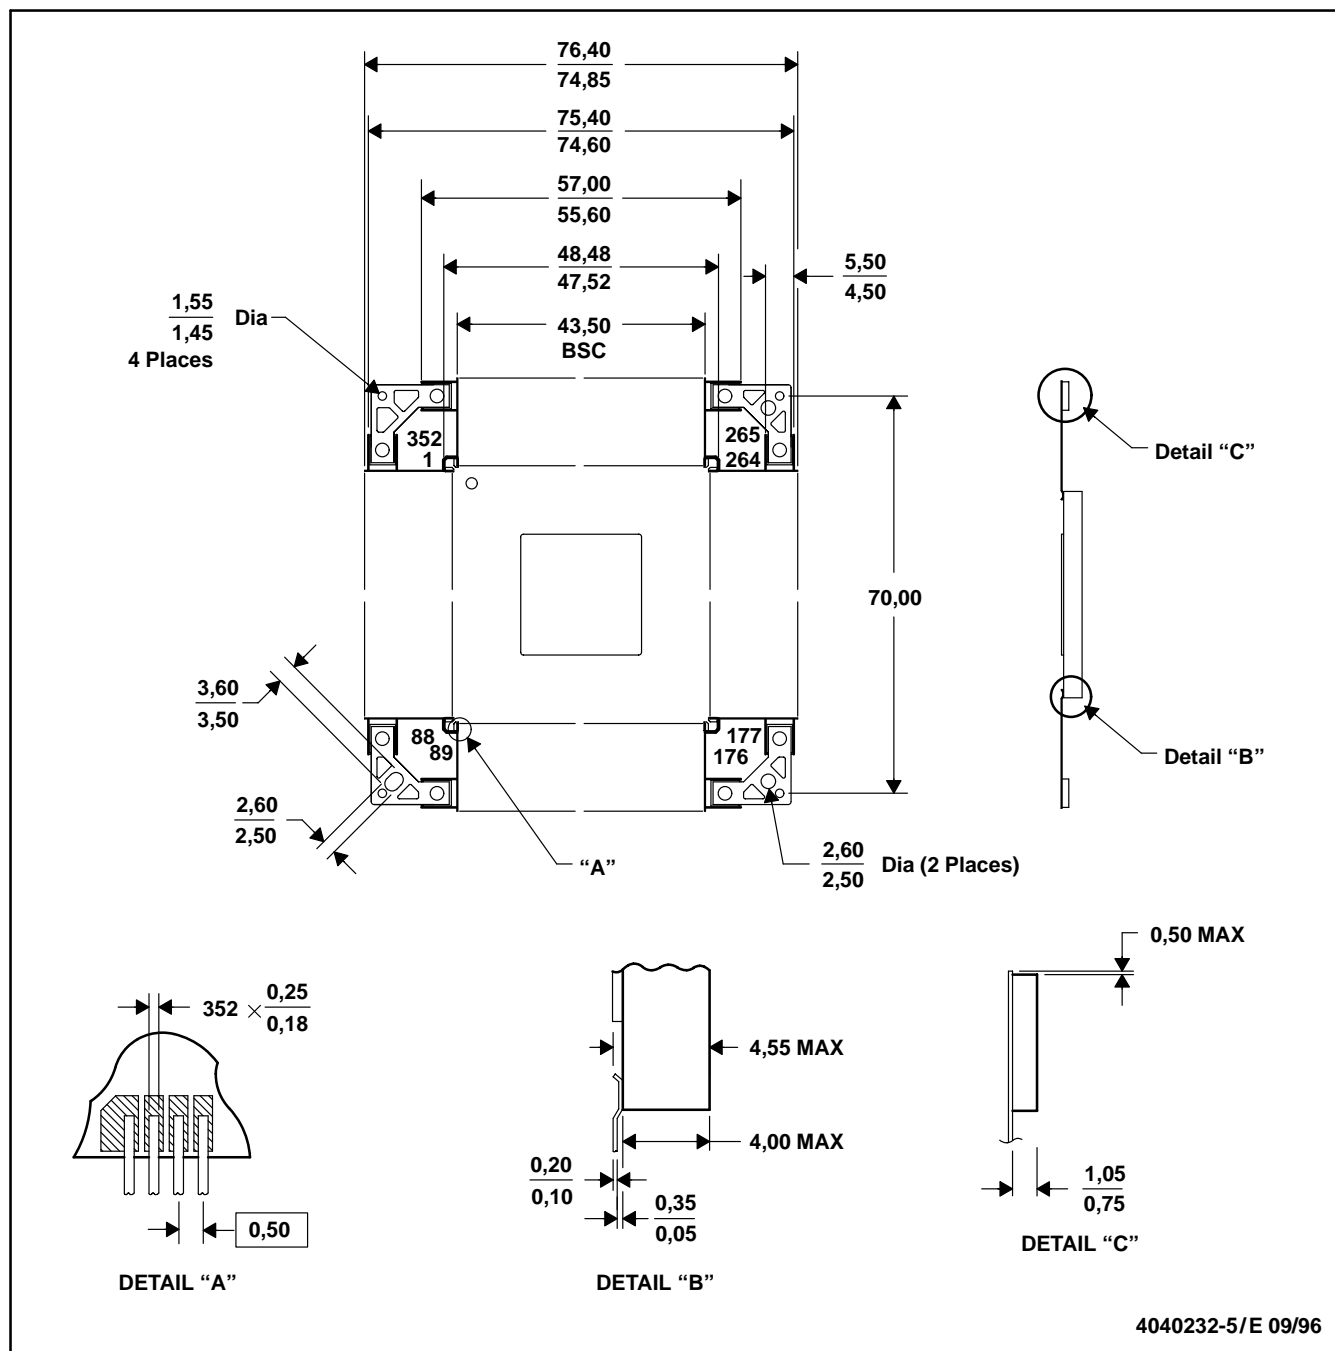 76,40
74,85
75,40
74,60
57,00
55,60
48,48
47,52
5,50
4,50
1,55
1,45
Dia
4 Places
43,50
BSC
352
1
265
264
Detail “C”
70,00
3,60
3,50
88
89
177
176
Detail “B”
2,60
2,50
“A”
2,60
2,50
Dia (2 Places)
0,50 MAX
352 × 0,25
0,18
4,55 MAX
4,00 MAX
0,20
0,10
0,35
0,05
1,05
0,75
0,50
DETAIL “A”
DETAIL “B”
DETAIL “C”
4040232-5/E 09/96